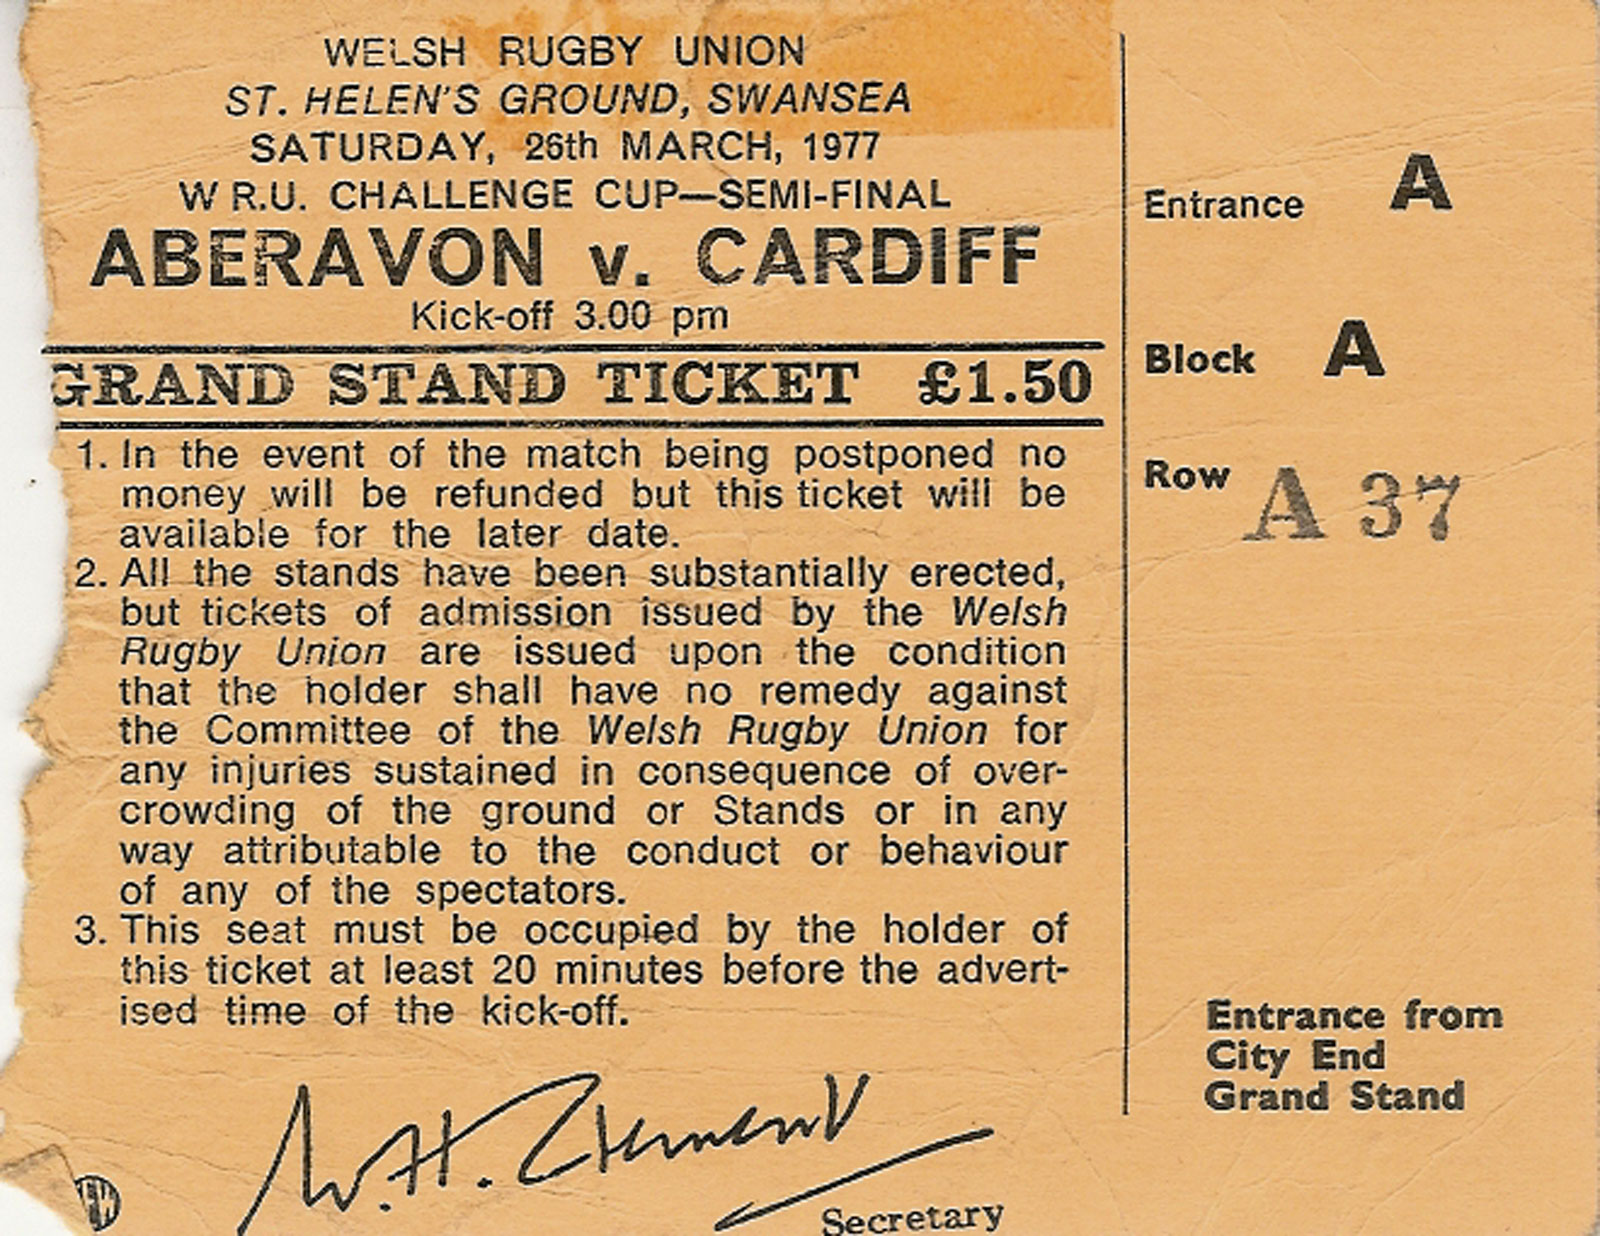 WELSH RUGBY UNION
ST. HELEN'S GROUND, SWANSEA
SATURDAY, 26th MARCH, 1977
W R.U. CHALLENGE CUP—SEMI-FINAL
ABERAVON v. CARDIFF
Kick-off 3.00 pm
GRAND STAND TICKET £1.50
1. In the event of the match being postponed no
money will be refunded but this ticket will be
available for the later date.
2. All the stands have been substantially erected,
but tickets of admission issued by the Welsh
Rugby Union are issued upon the condition
that the holder shall have no remedy against
the Committee of the Welsh Rugby Union for
any injuries sustained in consequence of over-
crowding of the ground or Stands or in any
way attributable to the conduct or behaviour
of any of the spectators.
3. This seat must be occupied by the holder of
this ticket at least 20 minutes before the advert-
ised time of the kick-off.
W.H. Clement
Secretary
Entrance A
Block A
Row A 37
Entrance from
City End
Grand Stand